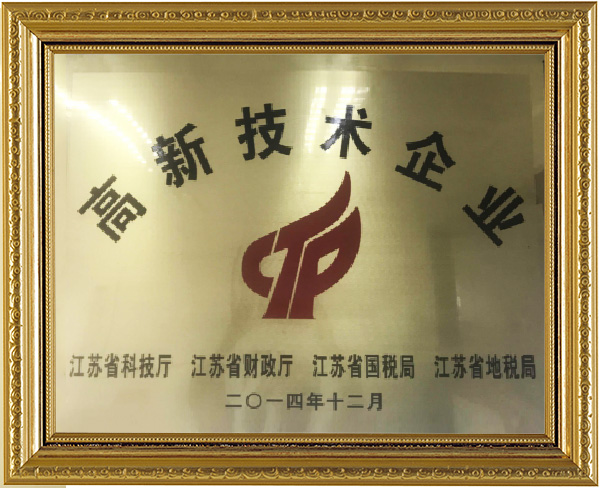 高新技术企业
江苏省科技厅 江苏省财政厅 江苏省国税局 江苏省地税局
二〇一四年十二月